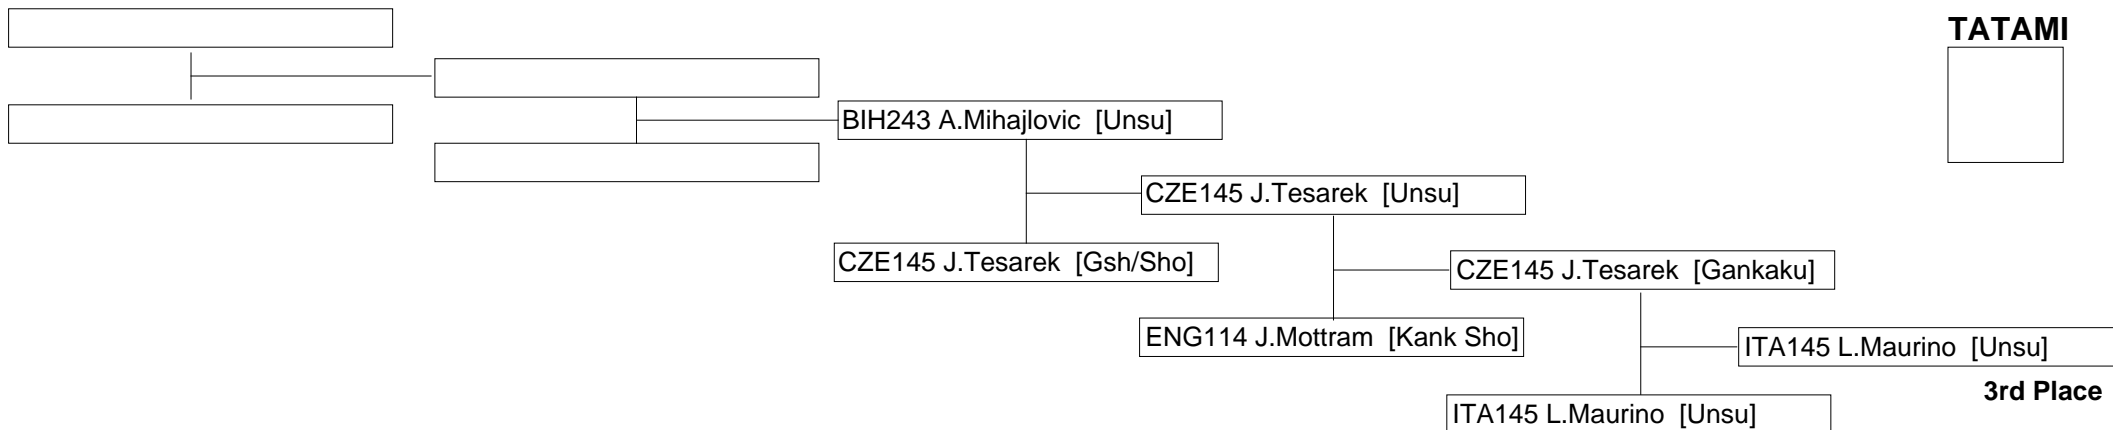 TATAMI
BIH243 A.Mihajlovic [Unsu]
CZE145 J.Tesarek [Unsu]
CZE145 J.Tesarek [Gsh/Sho]
CZE145 J.Tesarek [Gankaku]
ENG114 J.Mottram [Kank Sho]
ITA145 L.Maurino [Unsu]
3rd Place
ITA145 L.Maurino [Unsu]